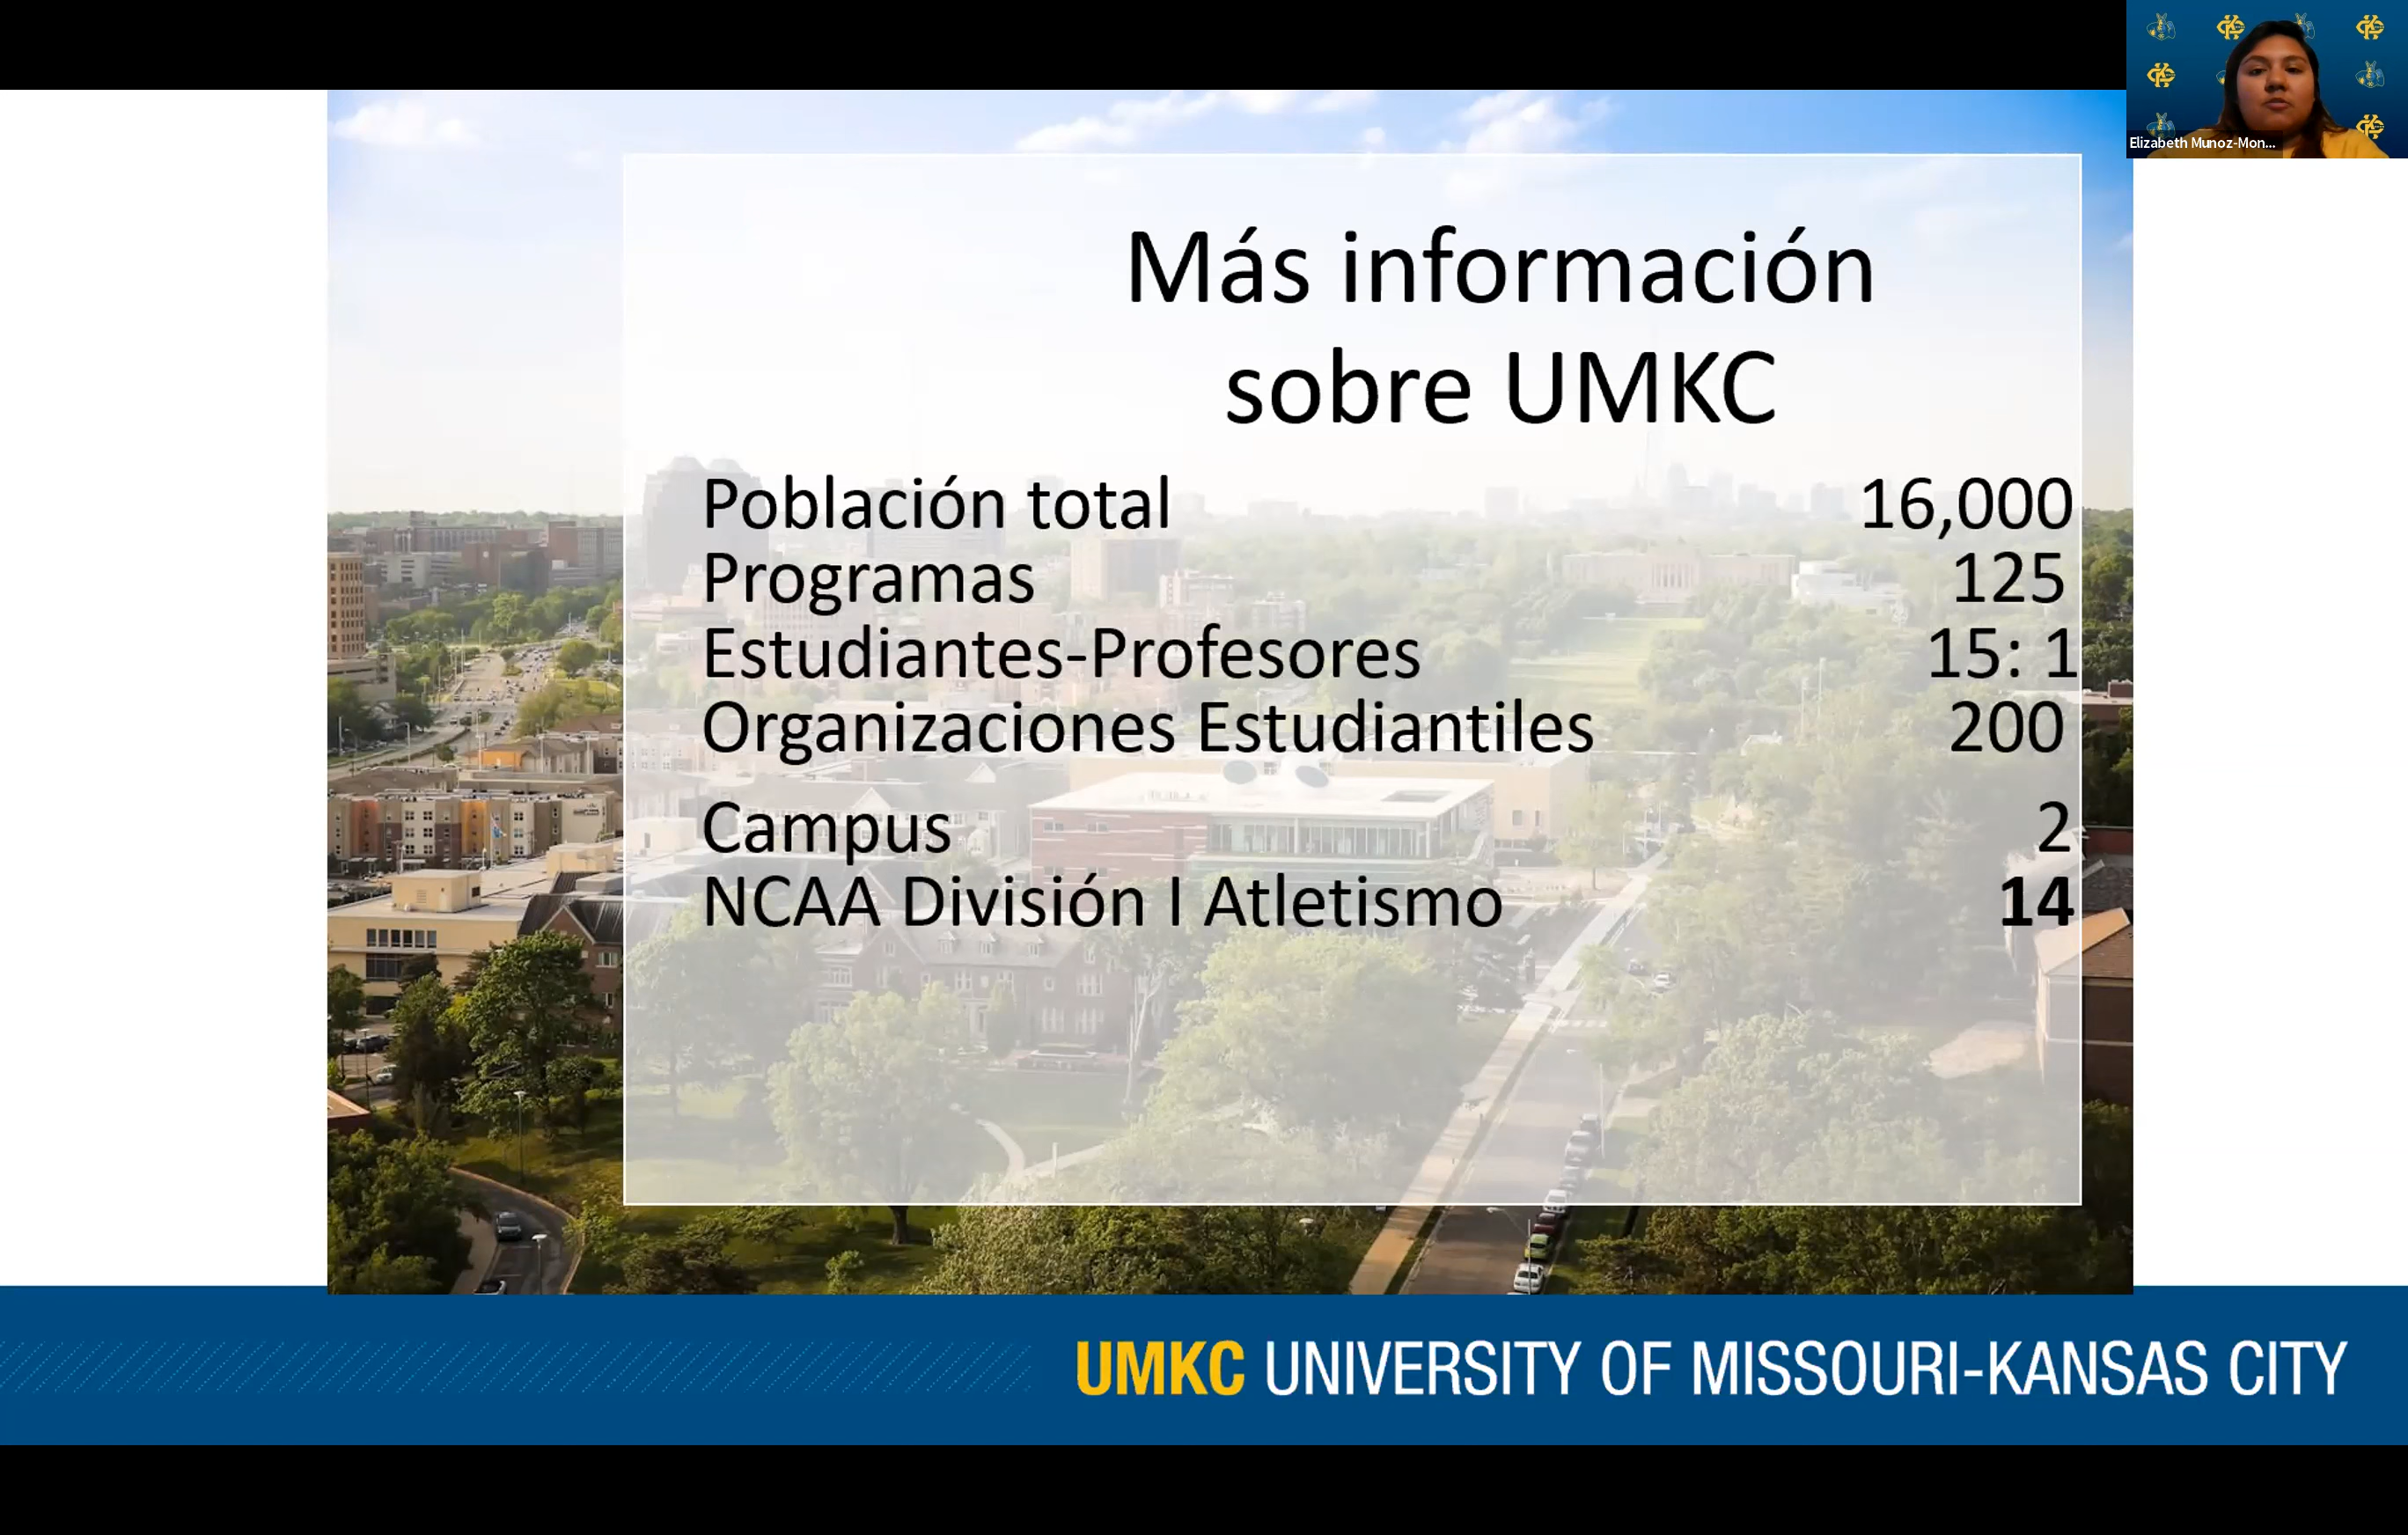 Elizabeth Munoz-Mon...
Más información
sobre UMKC
Población total 16,000
Programas 125
Estudiantes-Profesores 15: 1
Organizaciones Estudiantiles 200
Campus 2
NCAA División I Atletismo 14
UMKC UNIVERSITY OF MISSOURI-KANSAS CITY